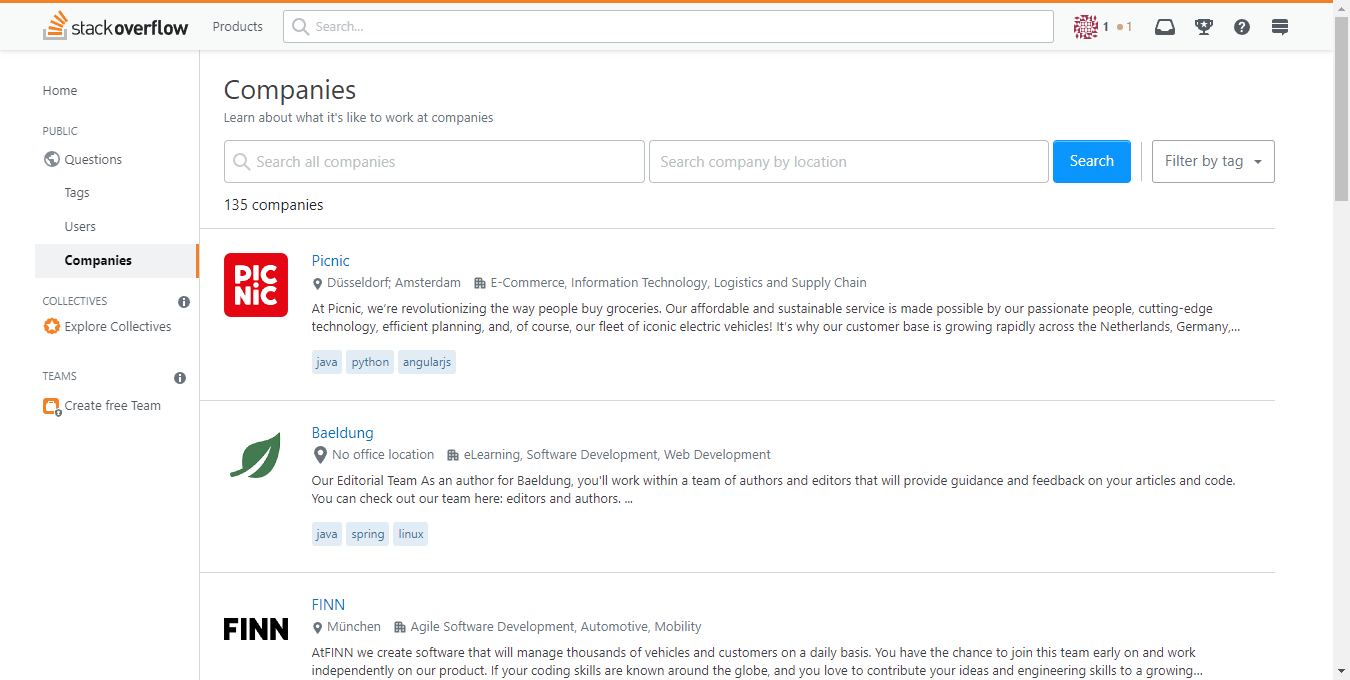 stackoverflow Products Search... 1 1
Home
PUBLIC
Questions
Tags
Users
Companies
COLLECTIVES
Explore Collectives
TEAMS
Create free Team
Companies
Learn about what it's like to work at companies
Search all companies Search company by location Search Filter by tag
135 companies
PIC
NIC
Picnic
Düsseldorf; Amsterdam E-Commerce, Information Technology, Logistics and Supply Chain
At Picnic, we’re revolutionizing the way people buy groceries. Our affordable and sustainable service is made possible by our passionate people, cutting-edge
technology, efficient planning, and, of course, our fleet of iconic electric vehicles! It’s why our customer base is growing rapidly across the Netherlands, Germany,...
java python angularjs
Baeldung
No office location eLearning, Software Development, Web Development
Our Editorial Team As an author for Baeldung, you'll work within a team of authors and editors that will provide guidance and feedback on your articles and code.
You can check out our team here: editors and authors. ...
java spring linux
FINN
FINN
München Agile Software Development, Automotive, Mobility
AtFINN we create software that will manage thousands of vehicles and customers on a daily basis. You have the chance to join this team early on and work
independently on our product. If your coding skills are known around the globe, and you love to contribute your ideas and engineering skills to a growing...